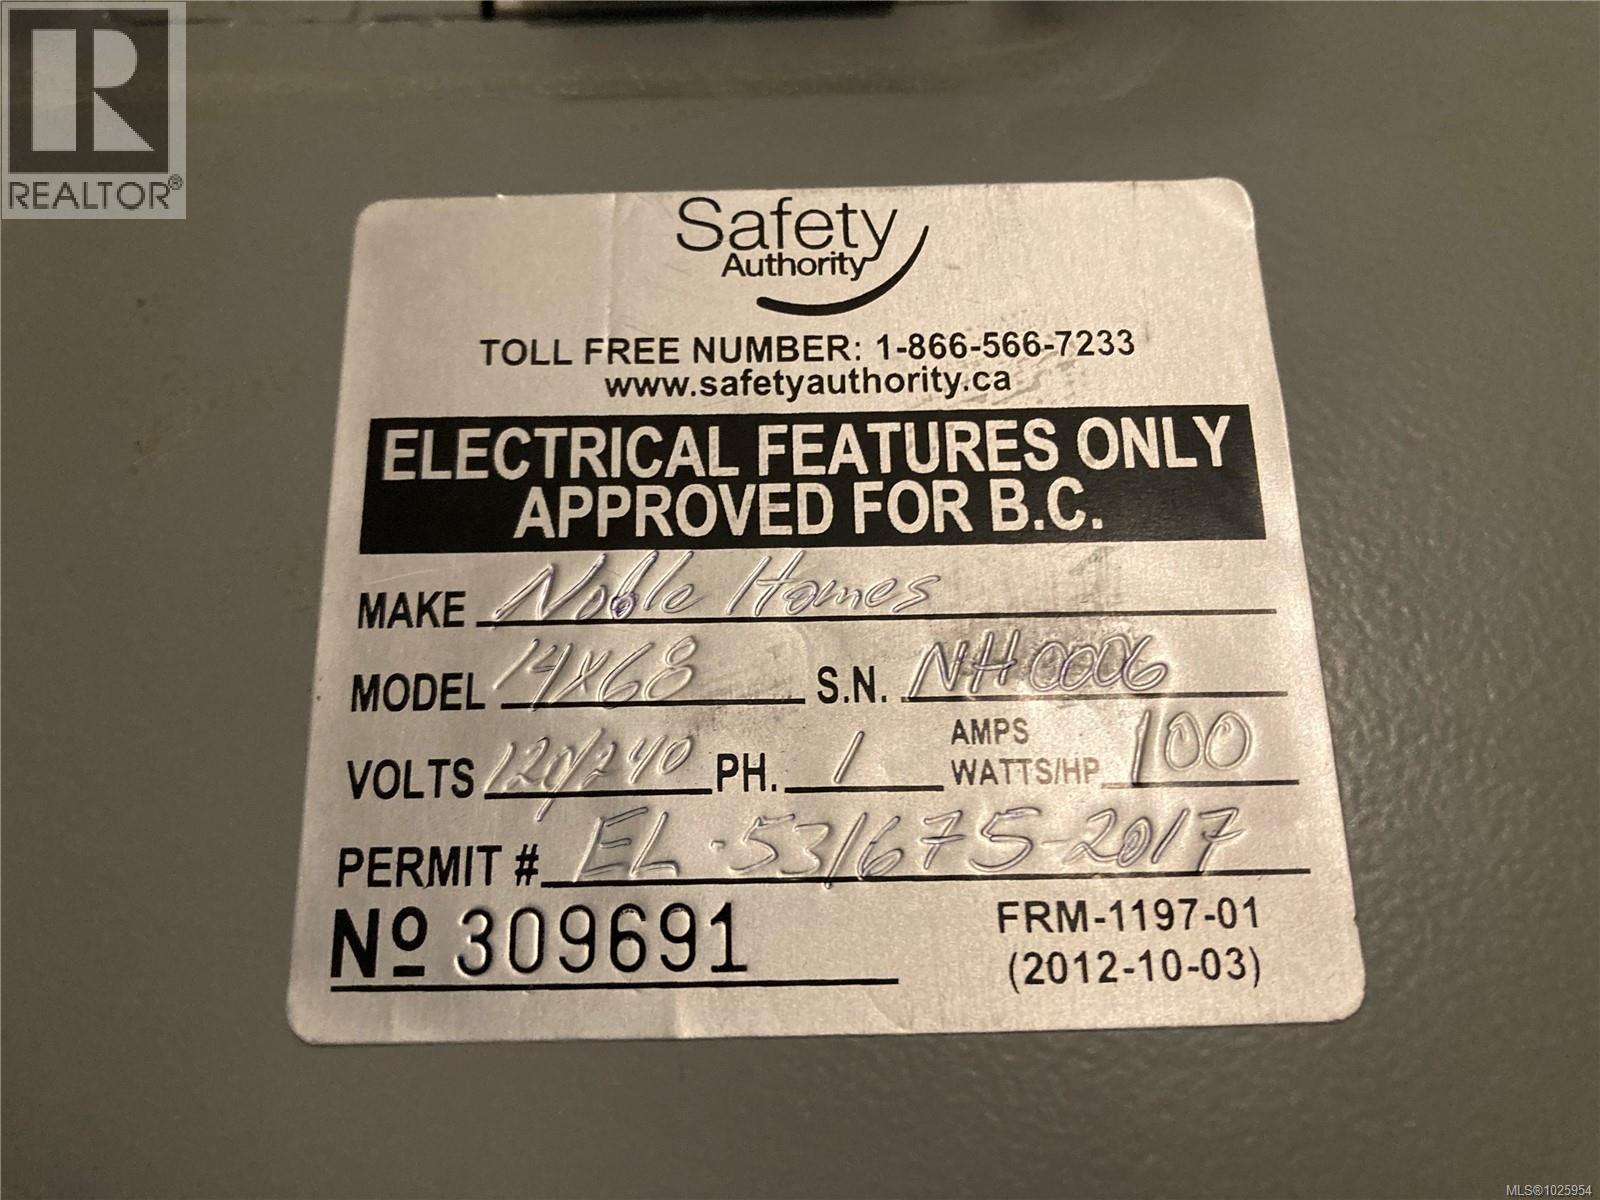 REALTOR®
Safety
Authority
TOLL FREE NUMBER: 1-866-566-7233
www.safetyauthority.ca
ELECTRICAL FEATURES ONLY
APPROVED FOR B.C.
MAKE Noble Homes
MODEL 14x68 S.N. NH0006
VOLTS 120/240 PH. 1 AMPS WATTS/HP 100
PERMIT # EL-531675-2017
No 309691
FRM-1197-01
(2012-10-03)
MLS®1025954